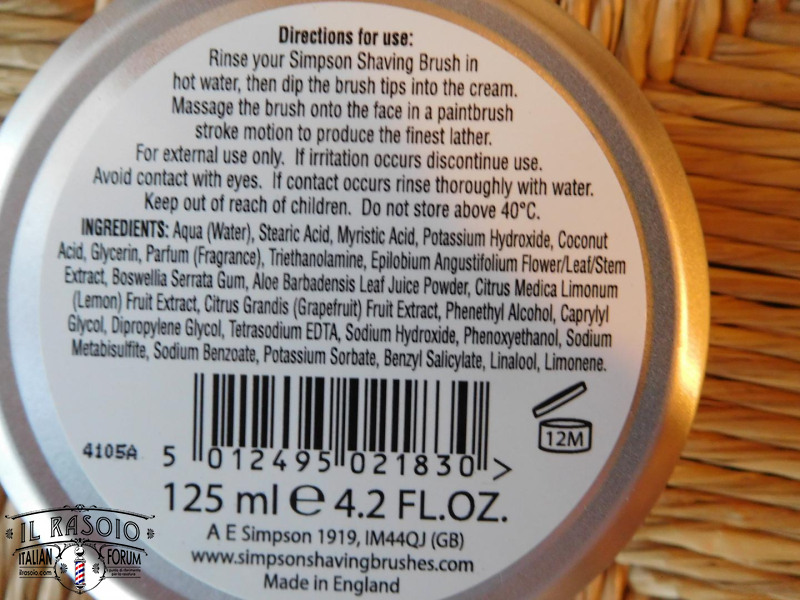 Directions for use:
Rinse your Simpson Shaving Brush in
hot water, then dip the brush tips into the cream.
Massage the brush onto the face in a paintbrush
stroke motion to produce the finest lather.
For external use only. If irritation occurs discontinue use.
Avoid contact with eyes. If contact occurs rinse thoroughly with water.
Keep out of reach of children. Do not store above 40°C.
INGREDIENTS: Aqua (Water), Stearic Acid, Myristic Acid, Potassium Hydroxide, Coconut
Acid, Glycerin, Parfum (Fragrance), Triethanolamine, Epilobium Angustifolium Flower/Leaf/Stem
Extract, Boswellia Serrata Gum, Aloe Barbadensis Leaf Juice Powder, Citrus Medica Limonum
(Lemon) Fruit Extract, Citrus Grandis (Grapefruit) Fruit Extract, Phenethyl Alcohol, Caprylyl
Glycol, Dipropylene Glycol, Tetrasodium EDTA, Sodium Hydroxide, Phenoxyethanol, Sodium
Metabisulfite, Sodium Benzoate, Potassium Sorbate, Benzyl Salicylate, Linalool, Limonene.
12M
4105A
5 012495 021830 >
125 ml e 4.2 FL.OZ.
A E Simpson 1919, IM44QJ (GB)
www.simpsonshavingbrushes.com
Made in England
IL RASOIO
ITALIAN FORUM
ilrasoio.com